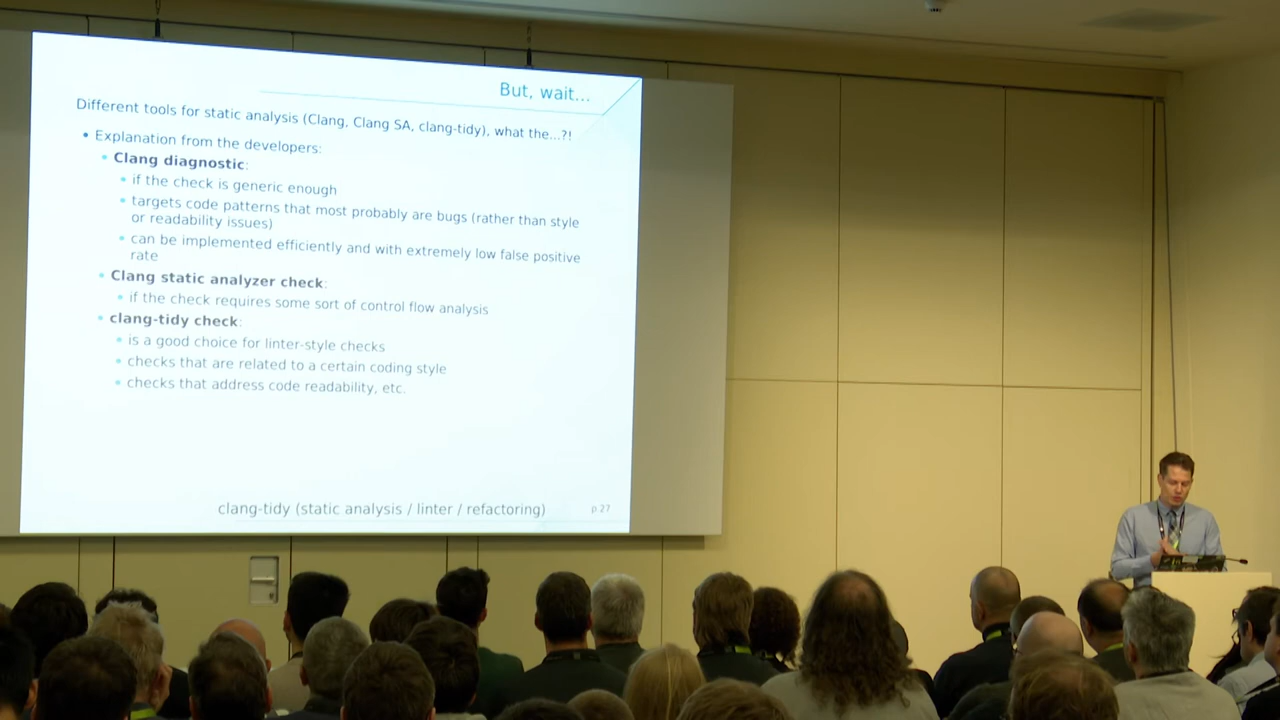 But, wait...
Different tools for static analysis (Clang, Clang SA, clang-tidy), what the...?!
• Explanation from the developers:
• Clang diagnostic:
• if the check is generic enough
• targets code patterns that most probably are bugs (rather than style
or readability issues)
• can be implemented efficiently and with extremely low false positive
rate
• Clang static analyzer check:
• if the check requires some sort of control flow analysis
• clang-tidy check:
• is a good choice for linter-style checks
• checks that are related to a certain coding style
• checks that address code readability, etc.
clang-tidy (static analysis / linter / refactoring)
p.27